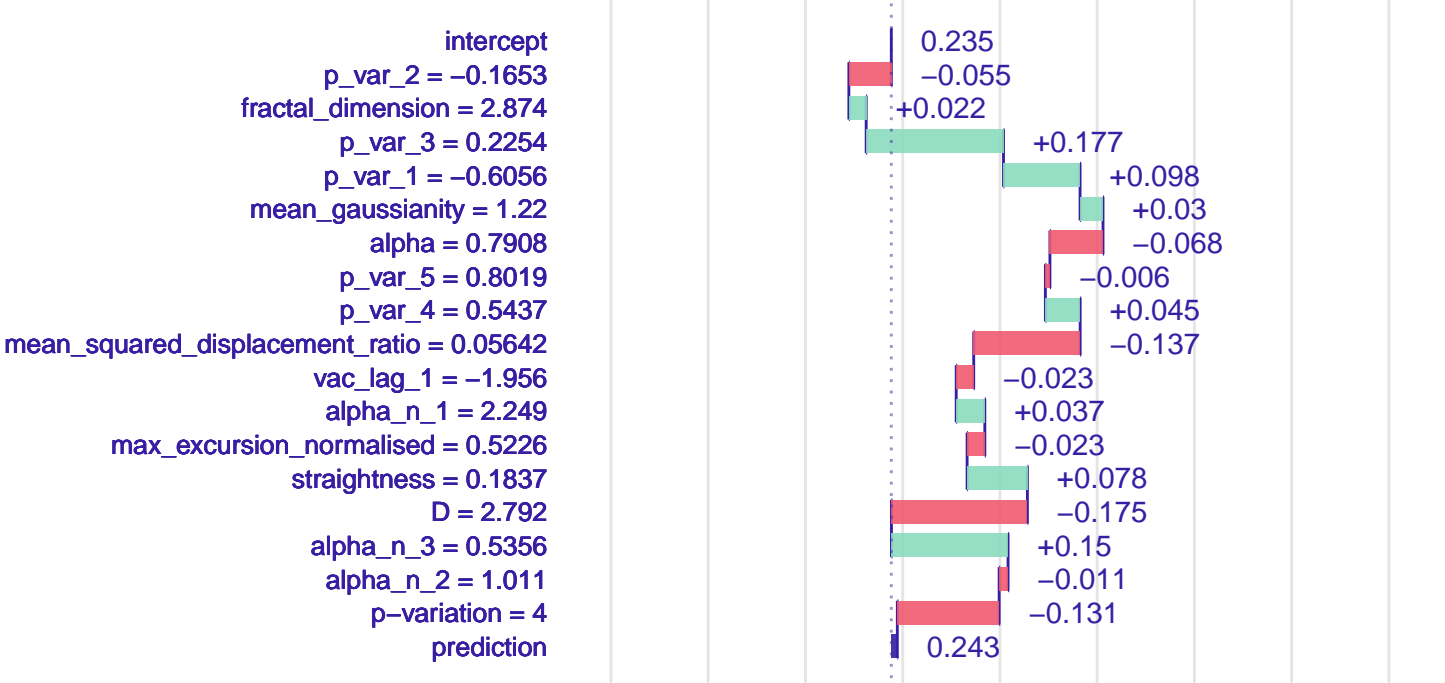 intercept 0.235
p_var_2 = −0.1653 −0.055
fractal_dimension = 2.874 +0.022
p_var_3 = 0.2254 +0.177
p_var_1 = −0.6056 +0.098
mean_gaussianity = 1.22 +0.03
alpha = 0.7908 −0.068
p_var_5 = 0.8019 −0.006
p_var_4 = 0.5437 +0.045
mean_squared_displacement_ratio = 0.05642 −0.137
vac_lag_1 = −1.956 −0.023
alpha_n_1 = 2.249 +0.037
max_excursion_normalised = 0.5226 −0.023
straightness = 0.1837 +0.078
D = 2.792 −0.175
alpha_n_3 = 0.5356 +0.15
alpha_n_2 = 1.011 −0.011
p−variation = 4 −0.131
prediction 0.243